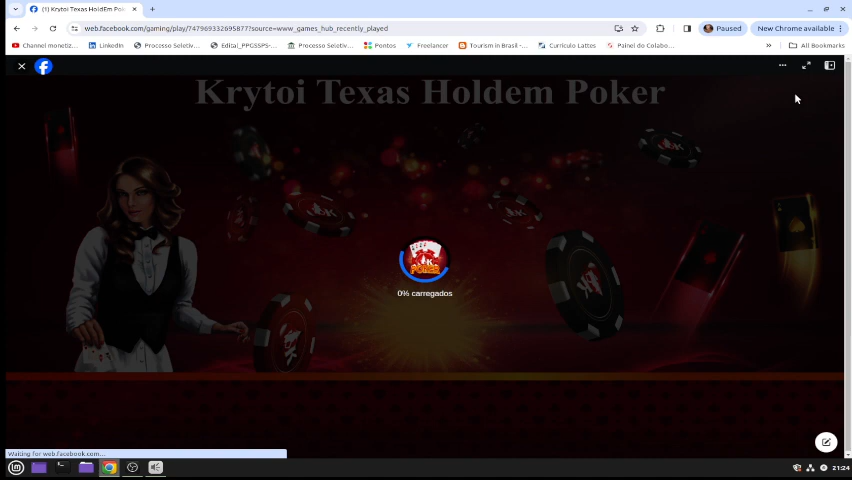 (1) Krytoi Texas HoldEm Pok
web.facebook.com/gaming/play/747969332695877?source=www_games_hub_recently_played
Paused
New Chrome available
Channel monetiz...
LinkedIn
Processo Seletiv...
Edital_PPGSSPS-...
Processo Seletiv...
Pontos
Freelancer
Tourism in Brasil -...
Currículo Lattes
Painel do Colabo...
All Bookmarks
Krytoi Texas Holdem Poker
POKER
0% carregados
Waiting for web.facebook.com...
21:24